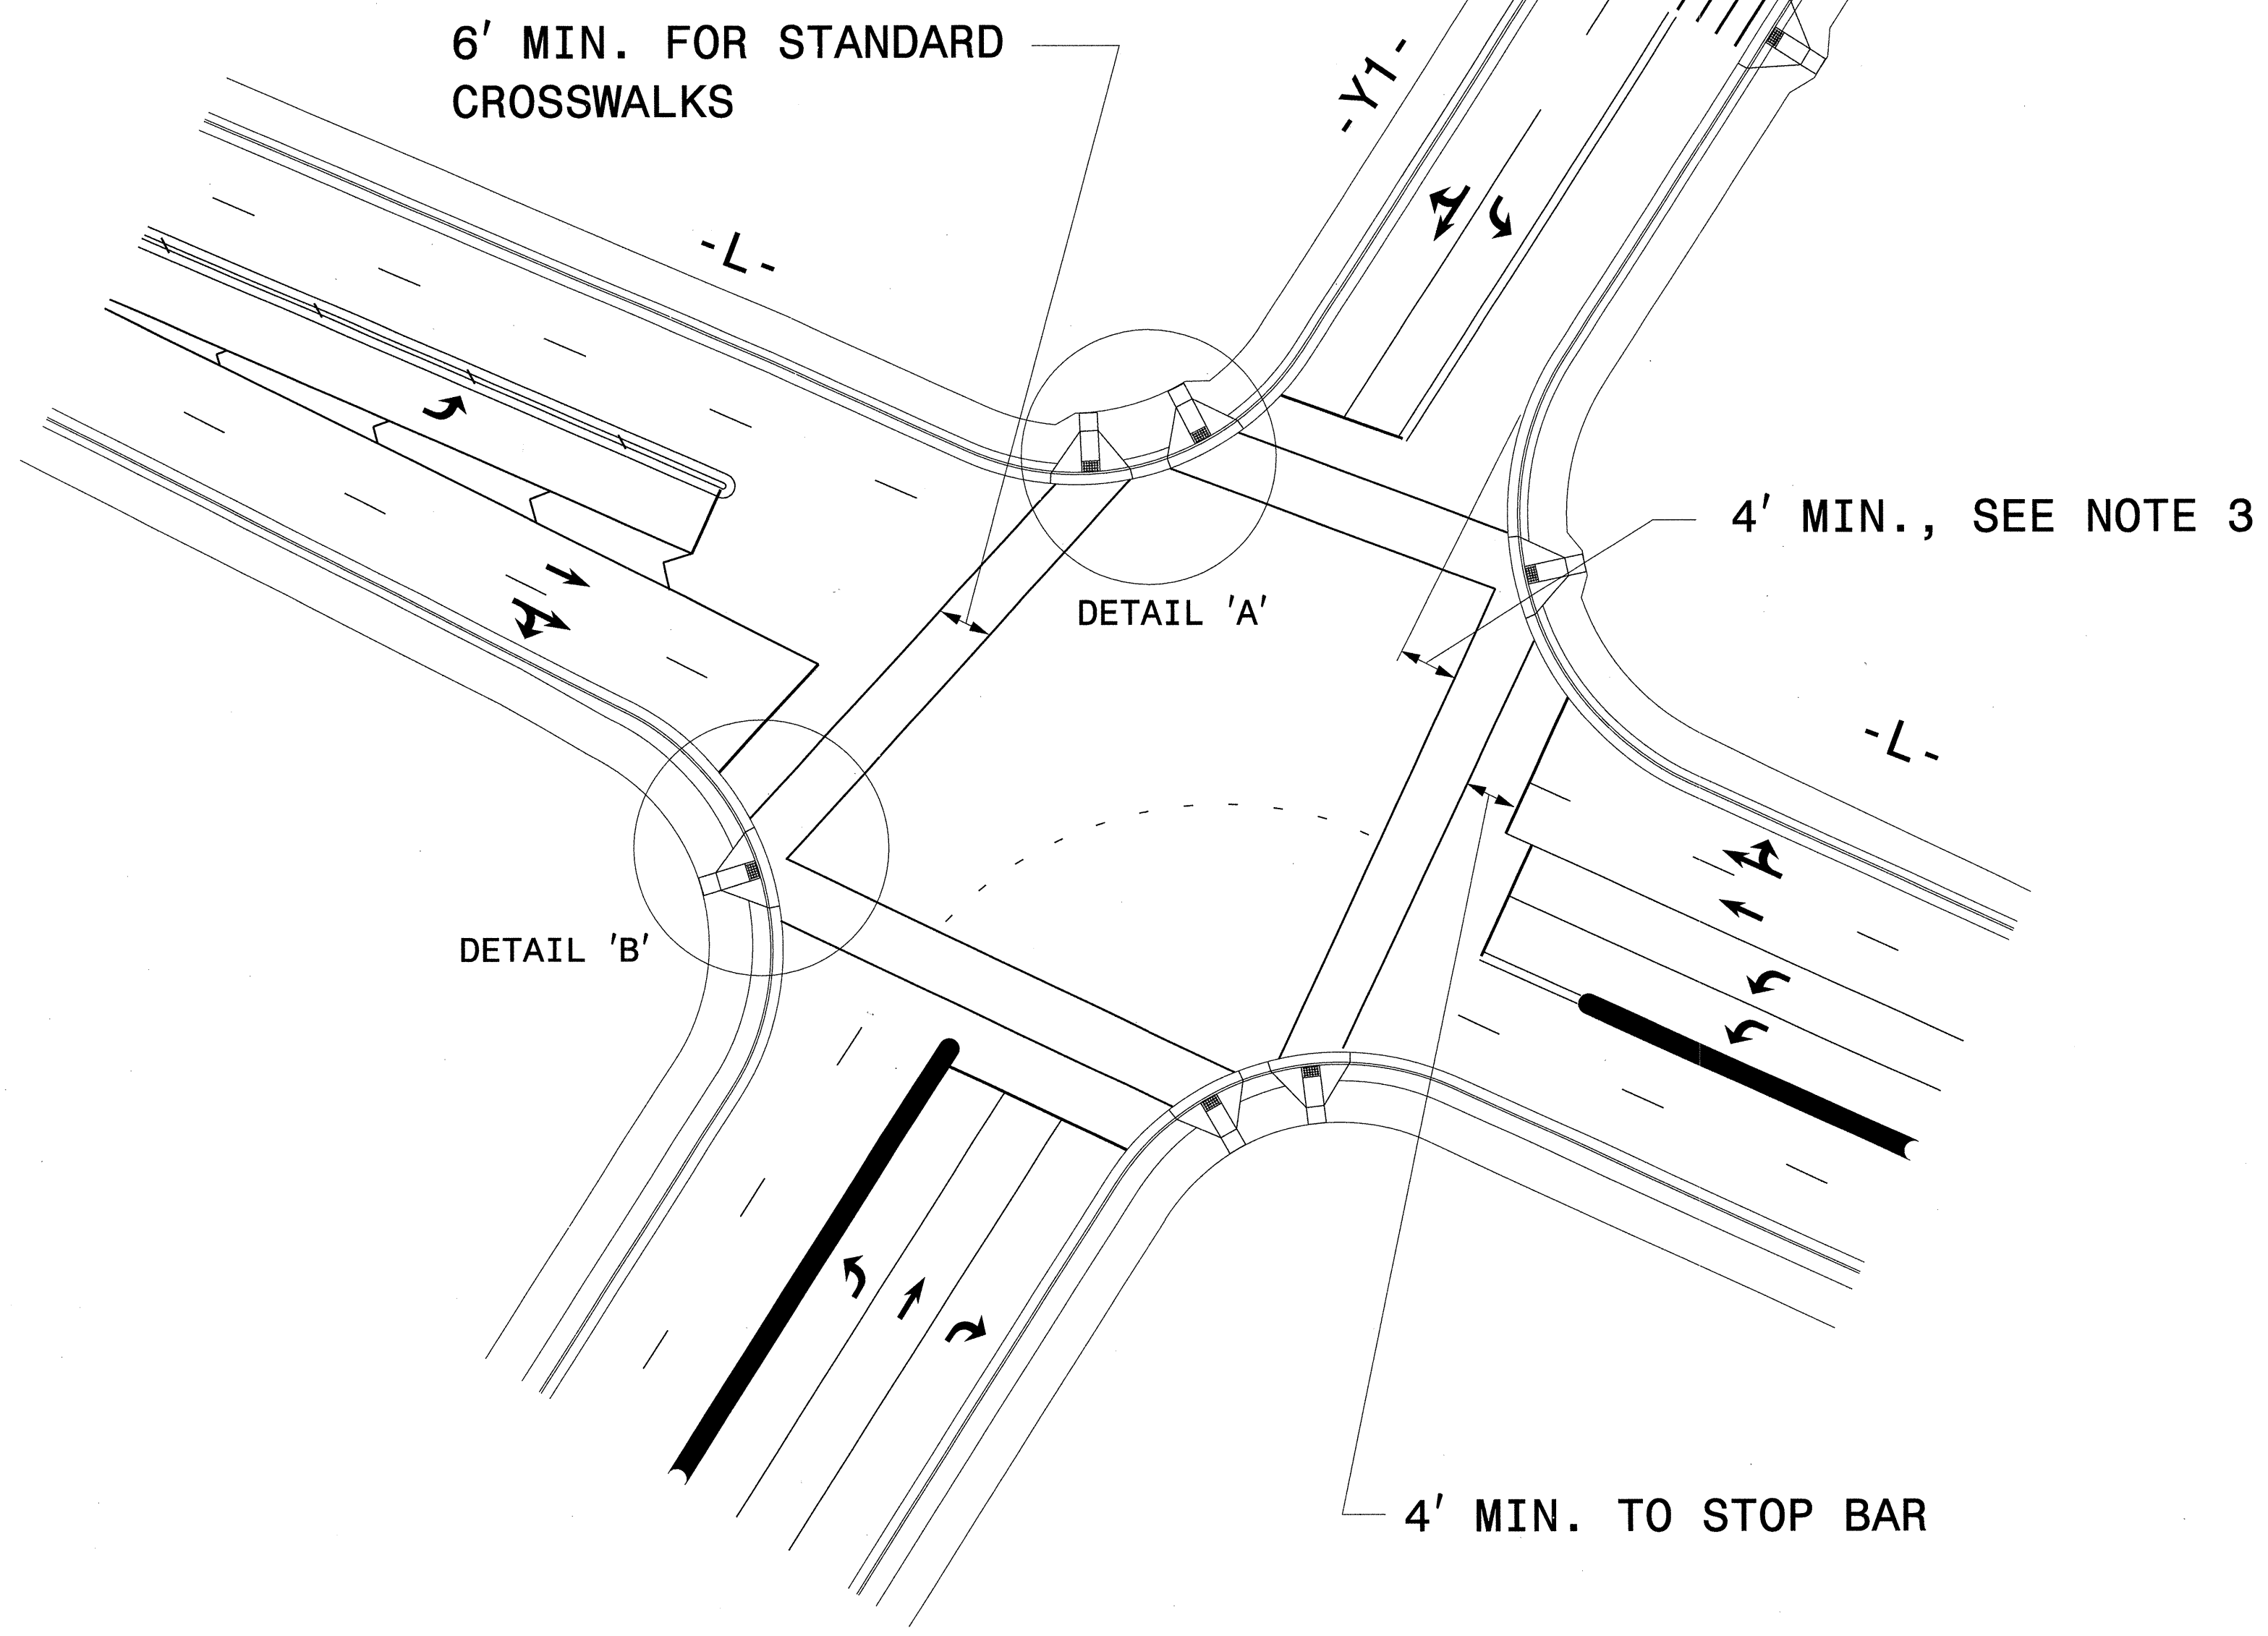 6' MIN. FOR STANDARD
CROSSWALKS
-Y1-
-L-
4' MIN., SEE NOTE 3
DETAIL 'A'
-L-
DETAIL 'B'
4' MIN. TO STOP BAR